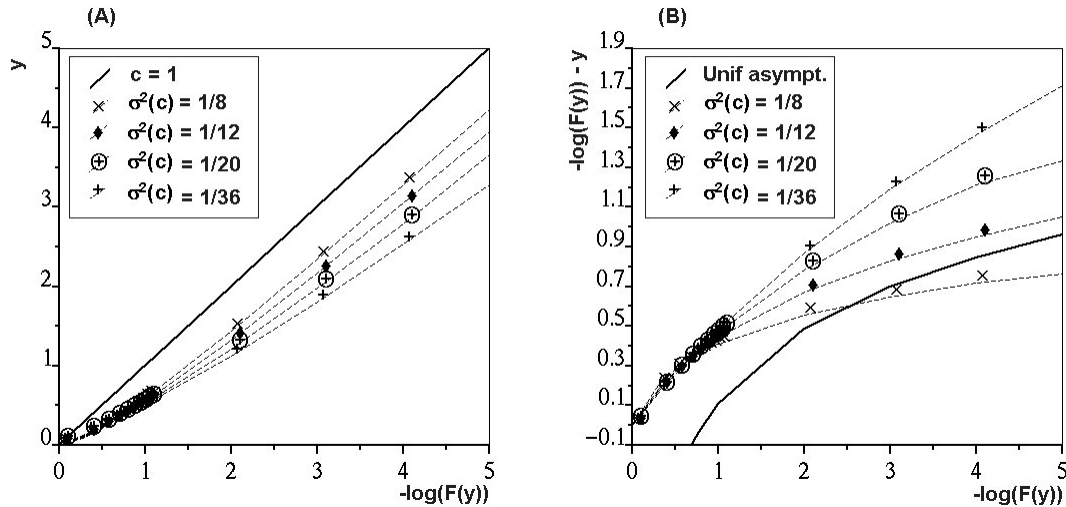 (A)
y
5
4
3
2
1
0
0 1 2 3 4 5
-log(F(y))
c = 1
σ²(c) = 1/8
σ²(c) = 1/12
σ²(c) = 1/20
σ²(c) = 1/36
(B)
-log(F(y)) - y
1.9
1.7
1.5
1.3
1.1
0.9
0.7
0.5
0.3
0.1
−0.1
0 1 2 3 4 5
-log(F(y))
Unif asympt.
σ²(c) = 1/8
σ²(c) = 1/12
σ²(c) = 1/20
σ²(c) = 1/36